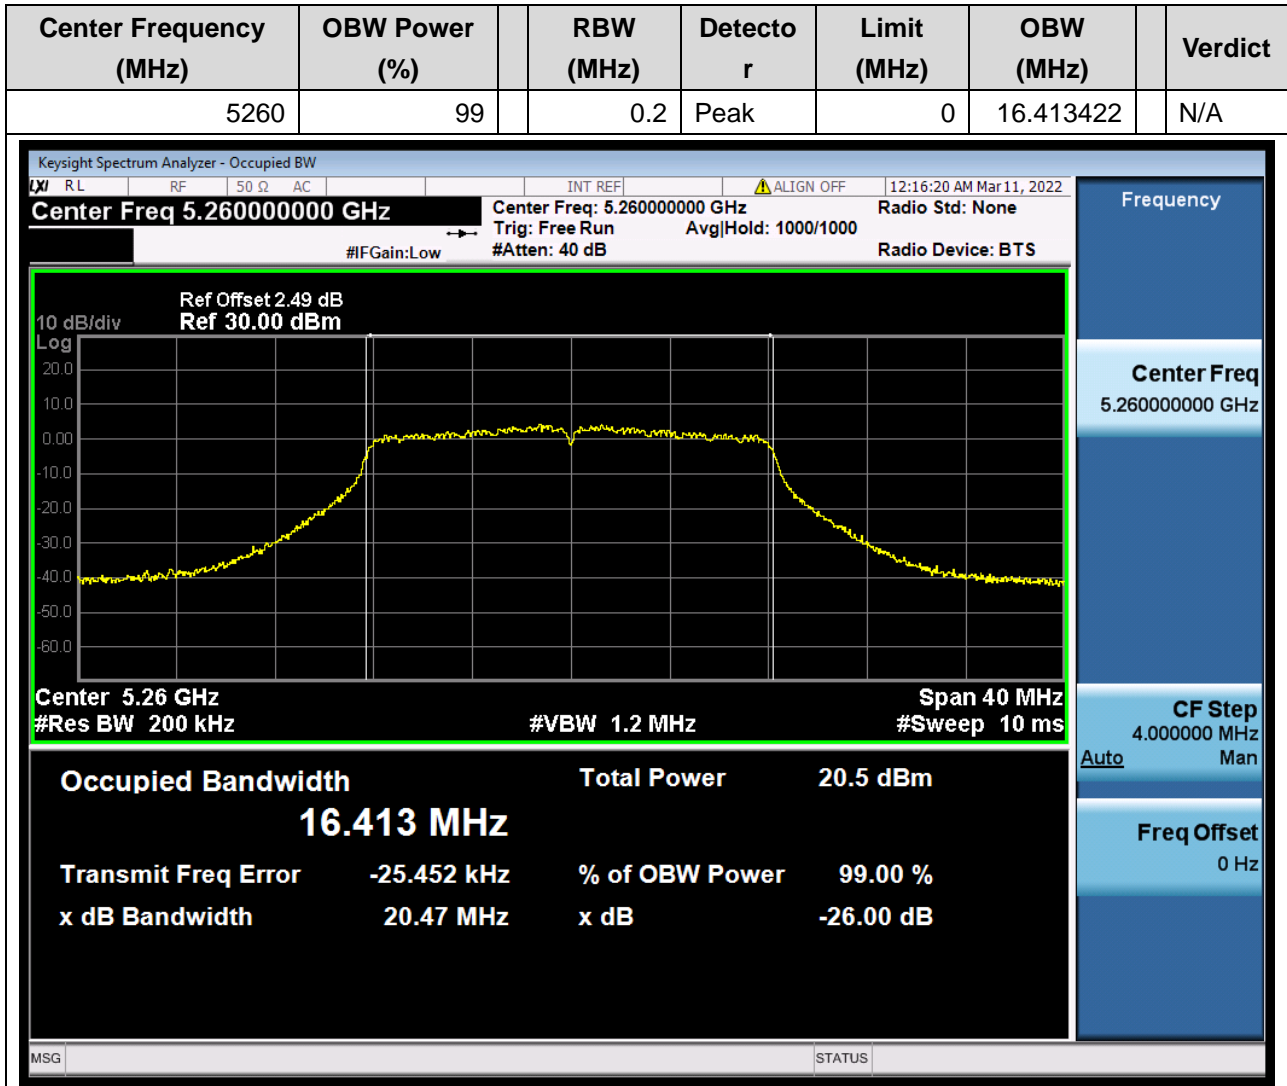 Center Frequency (MHz) OBW Power (%) RBW (MHz) Detecto r Limit (MHz) OBW (MHz) Verdict
5260 99 0.2 Peak 0 16.413422 N/A
Keysight Spectrum Analyzer - Occupied BW
LXI RL RF 50 Ω AC INT REF ALIGN OFF 12:16:20 AM Mar 11, 2022
Center Freq 5.260000000 GHz
Center Freq: 5.260000000 GHz Radio Std: None
Trig: Free Run Avg|Hold: 1000/1000
#IFGain:Low #Atten: 40 dB Radio Device: BTS
Ref Offset 2.49 dB
10 dB/div Ref 30.00 dBm
Log
20.0
10.0
0.00
-10.0
-20.0
-30.0
-40.0
-50.0
-60.0
Center 5.26 GHz Span 40 MHz
#Res BW 200 kHz #VBW 1.2 MHz #Sweep 10 ms
Occupied Bandwidth Total Power 20.5 dBm
16.413 MHz
Transmit Freq Error -25.452 kHz % of OBW Power 99.00 %
x dB Bandwidth 20.47 MHz x dB -26.00 dB
Frequency
Center Freq
5.260000000 GHz
CF Step
4.000000 MHz
Auto Man
Freq Offset
0 Hz
MSG STATUS